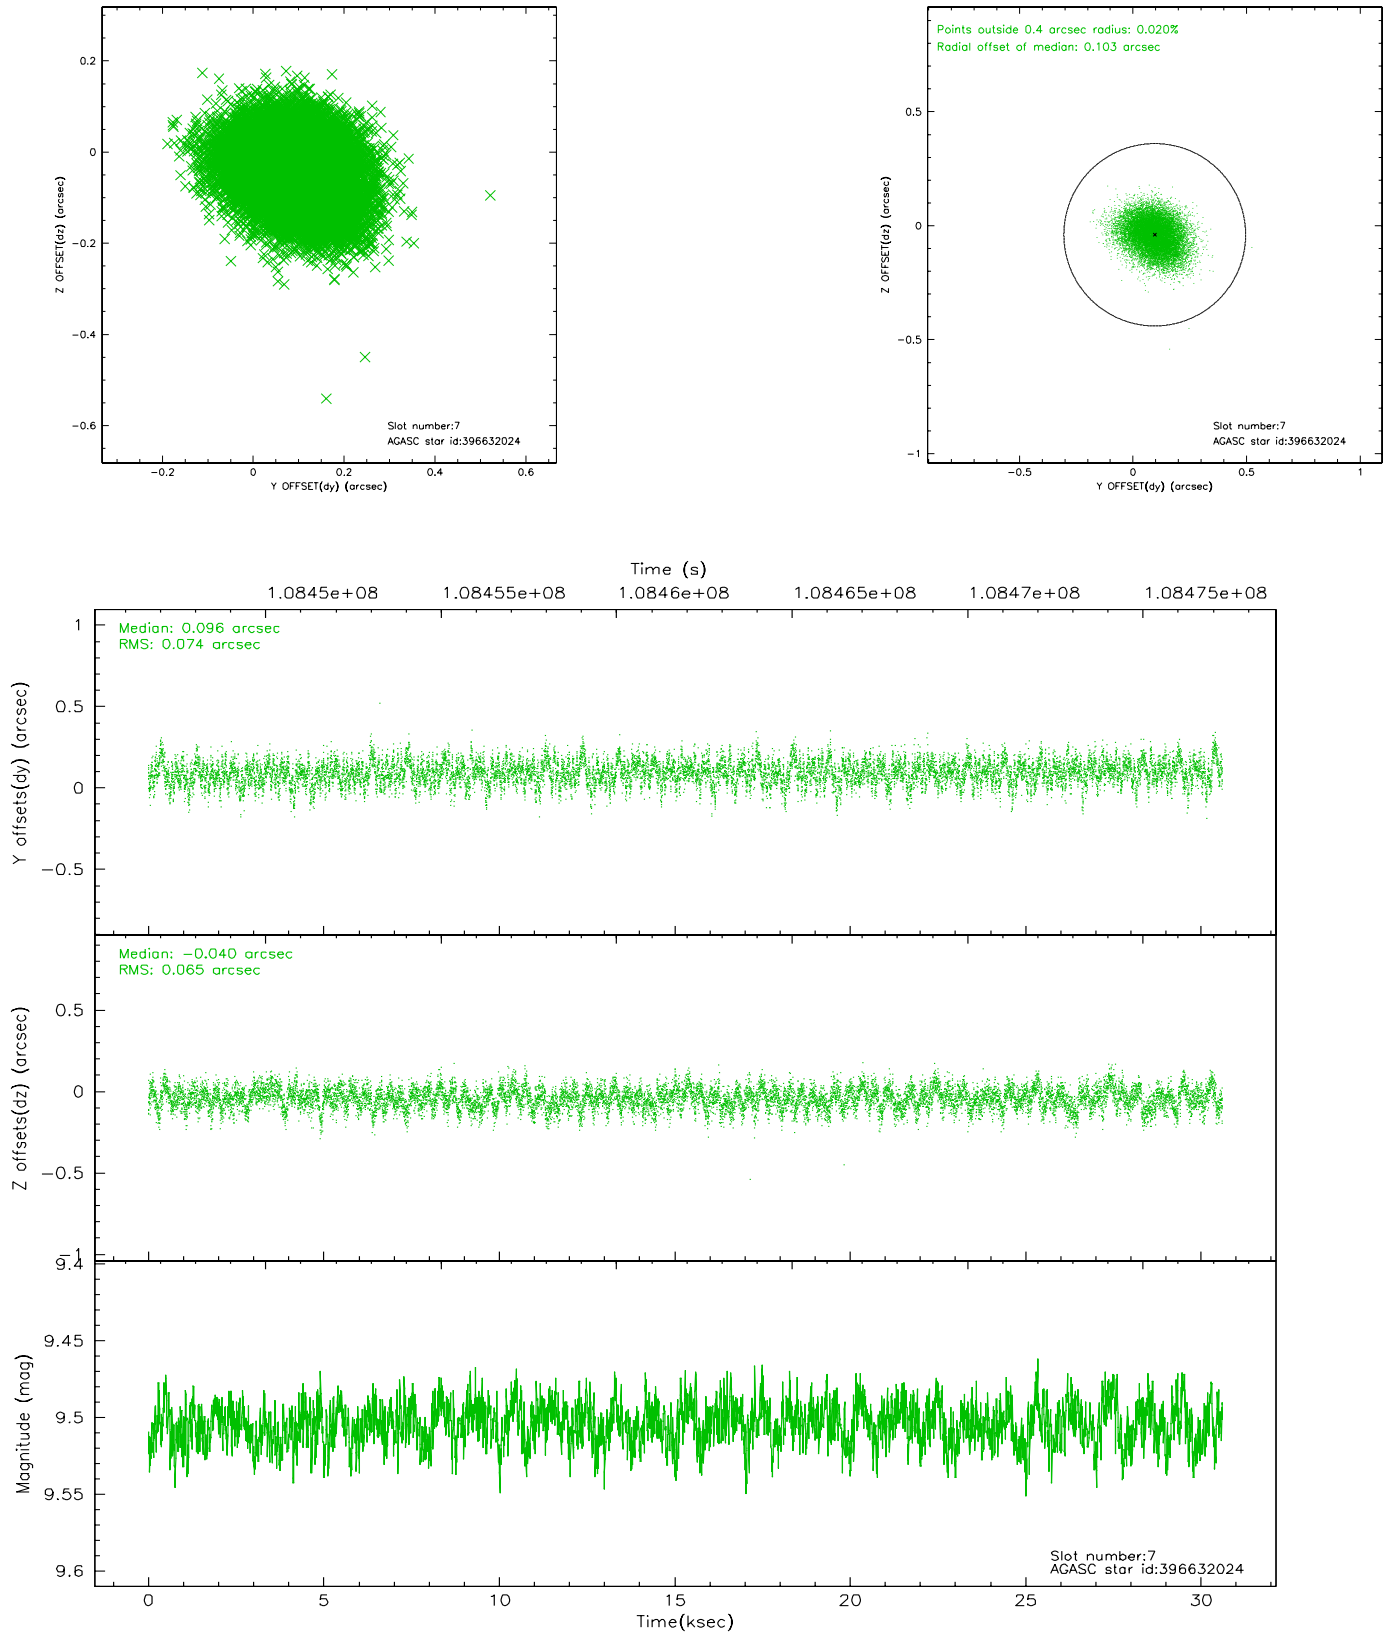 0.2
0
−0.2
−0.4
−0.6
Z OFFSET(dz) (arcsec)
Slot number:7
AGASC star id:396632024
−0.2 0 0.2 0.4 0.6
Y OFFSET(dy) (arcsec)
Points outside 0.4 arcsec radius: 0.020%
Radial offset of median: 0.103 arcsec
0.5
0
−0.5
−1
Z OFFSET(dz) (arcsec)
Slot number:7
AGASC star id:396632024
−0.5 0 0.5 1
Y OFFSET(dy) (arcsec)
Time (s)
1.0845e+08 1.08455e+08 1.0846e+08 1.08465e+08 1.0847e+08 1.08475e+08
Median: 0.096 arcsec
RMS: 0.074 arcsec
1
0.5
0
−0.5
Y offsets(dy) (arcsec)
Median: −0.040 arcsec
RMS: 0.065 arcsec
0.5
0
−0.5
−1
Z offsets(dz) (arcsec)
9.4
9.45
9.5
9.55
9.6
Magnitude (mag)
Slot number:7
AGASC star id:396632024
0 5 10 15 20 25 30
Time(ksec)